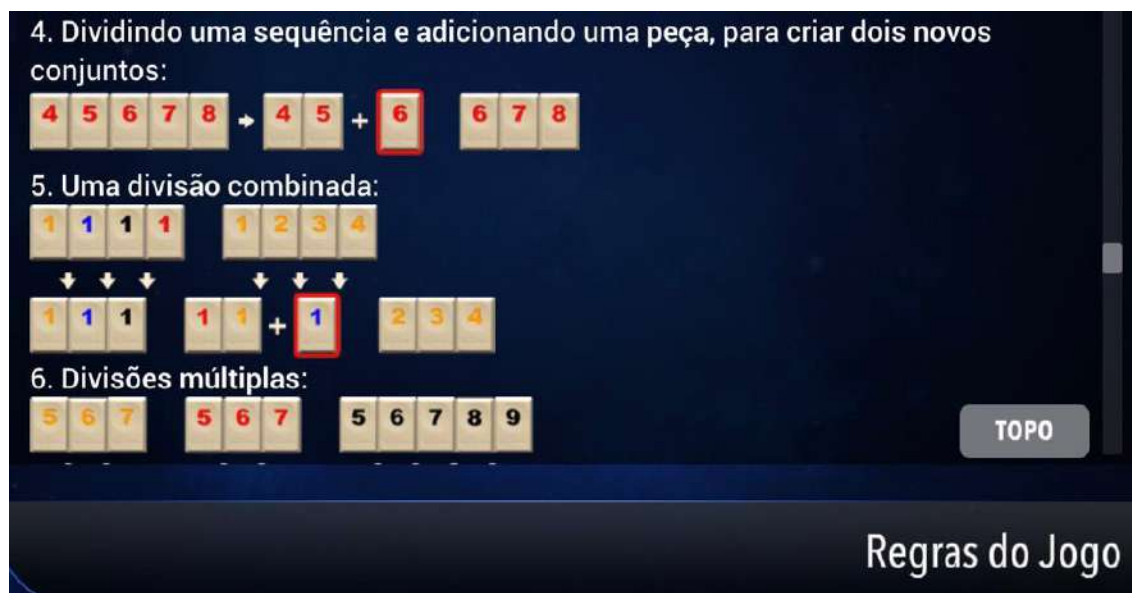 4. Dividindo uma sequência e adicionando uma peça, para criar dois novos
conjuntos:
4 5 6 7 8 4 5 + 6 6 7 8
5. Uma divisão combinada:
1 1 1 1 1 2 3 4
1 1 1 1 1 + 1 2 3 4
6. Divisões múltiplas:
5 6 7 5 6 7 5 6 7 8 9
TOPO
Regras do Jogo